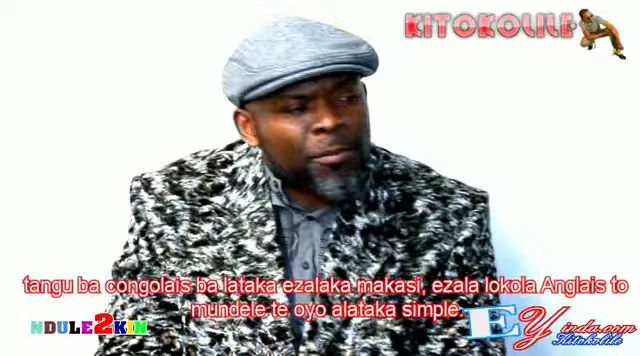 KITOKOLILE
tangu ba congolais ba lataka ezalaka makasi, ezala lokola Anglais to
mundele te oyo alataka simple.
NDULE2KIN
EYinda.com
Kitokolile